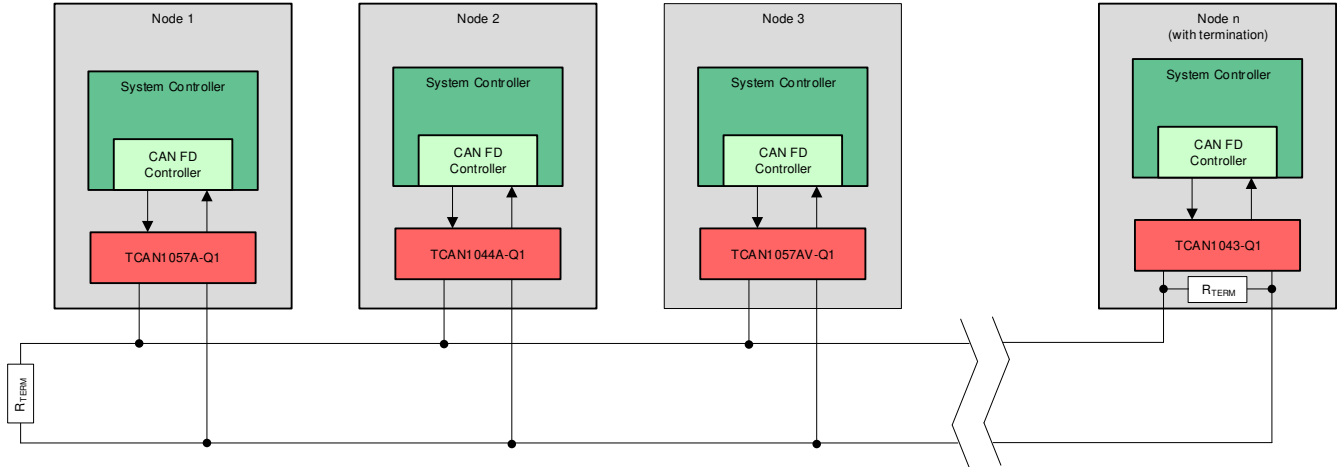 Node 1
System Controller
CAN FD
Controller
TCAN1057A-Q1
Node 2
System Controller
CAN FD
Controller
TCAN1044A-Q1
Node 3
System Controller
CAN FD
Controller
TCAN1057AV-Q1
Node n
(with termination)
System Controller
CAN FD
Controller
TCAN1043-Q1
RTERM
RTERM